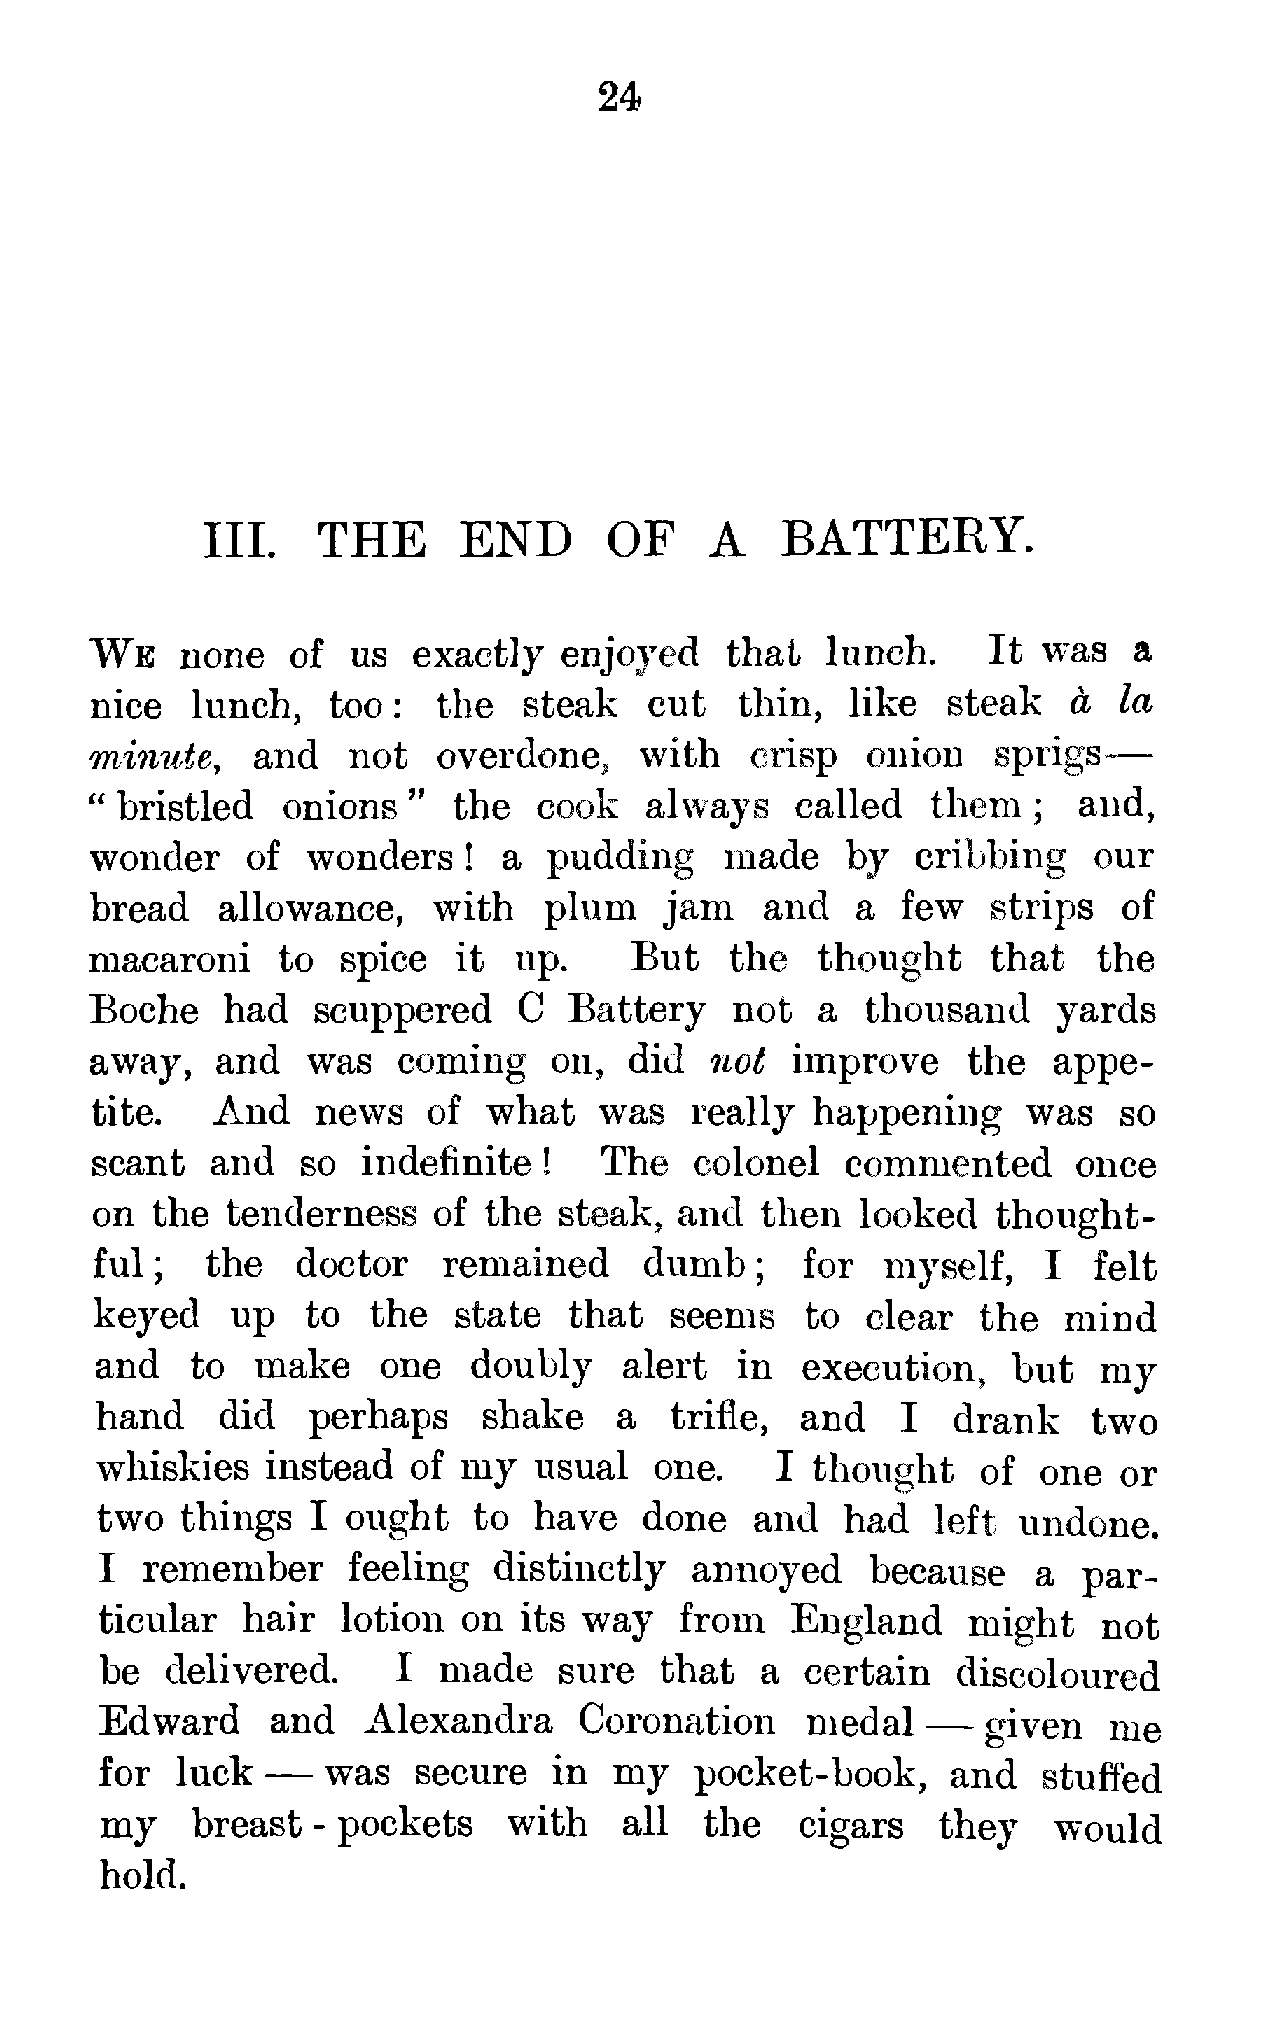 24
III. THE END OF A BATTERY.
WE none of us exactly enjoyed that lunch. It was a
nice lunch, too: the steak cut thin, like steak à la
minute, and not overdone, with crisp onion sprigs—
“bristled onions” the cook always called them; and,
wonder of wonders! a pudding made by cribbing our
bread allowance, with plum jam and a few strips of
macaroni to spice it up. But the thought that the
Boche had scuppered C Battery not a thousand yards
away, and was coming on, did not improve the appe-
tite. And news of what was really happening was so
scant and so indefinite! The colonel commented once
on the tenderness of the steak, and then looked thought-
ful; the doctor remained dumb; for myself, I felt
keyed up to the state that seems to clear the mind
and to make one doubly alert in execution, but my
hand did perhaps shake a trifle, and I drank two
whiskies instead of my usual one. I thought of one or
two things I ought to have done and had left undone.
I remember feeling distinctly annoyed because a par-
ticular hair lotion on its way from England might not
be delivered. I made sure that a certain discoloured
Edward and Alexandra Coronation medal — given me
for luck — was secure in my pocket-book, and stuffed
my breast-pockets with all the cigars they would
hold.